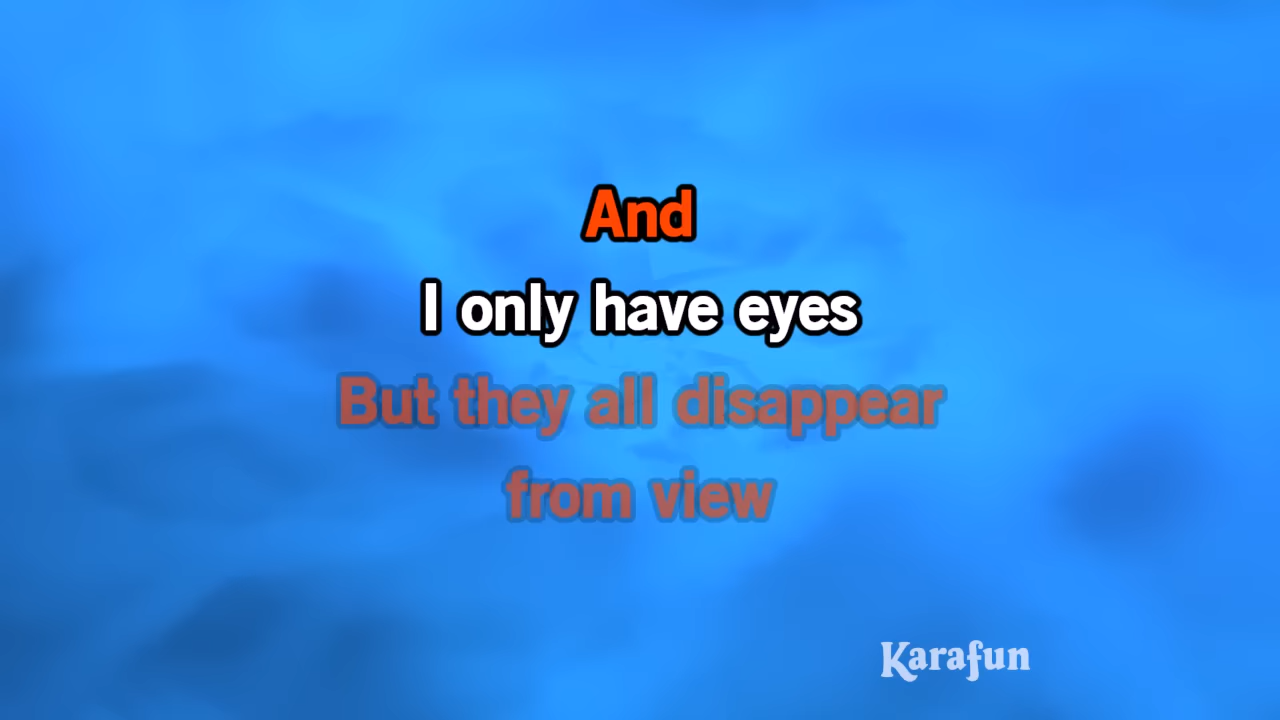 And
I only have eyes
But they all disappear
from view
Karafun